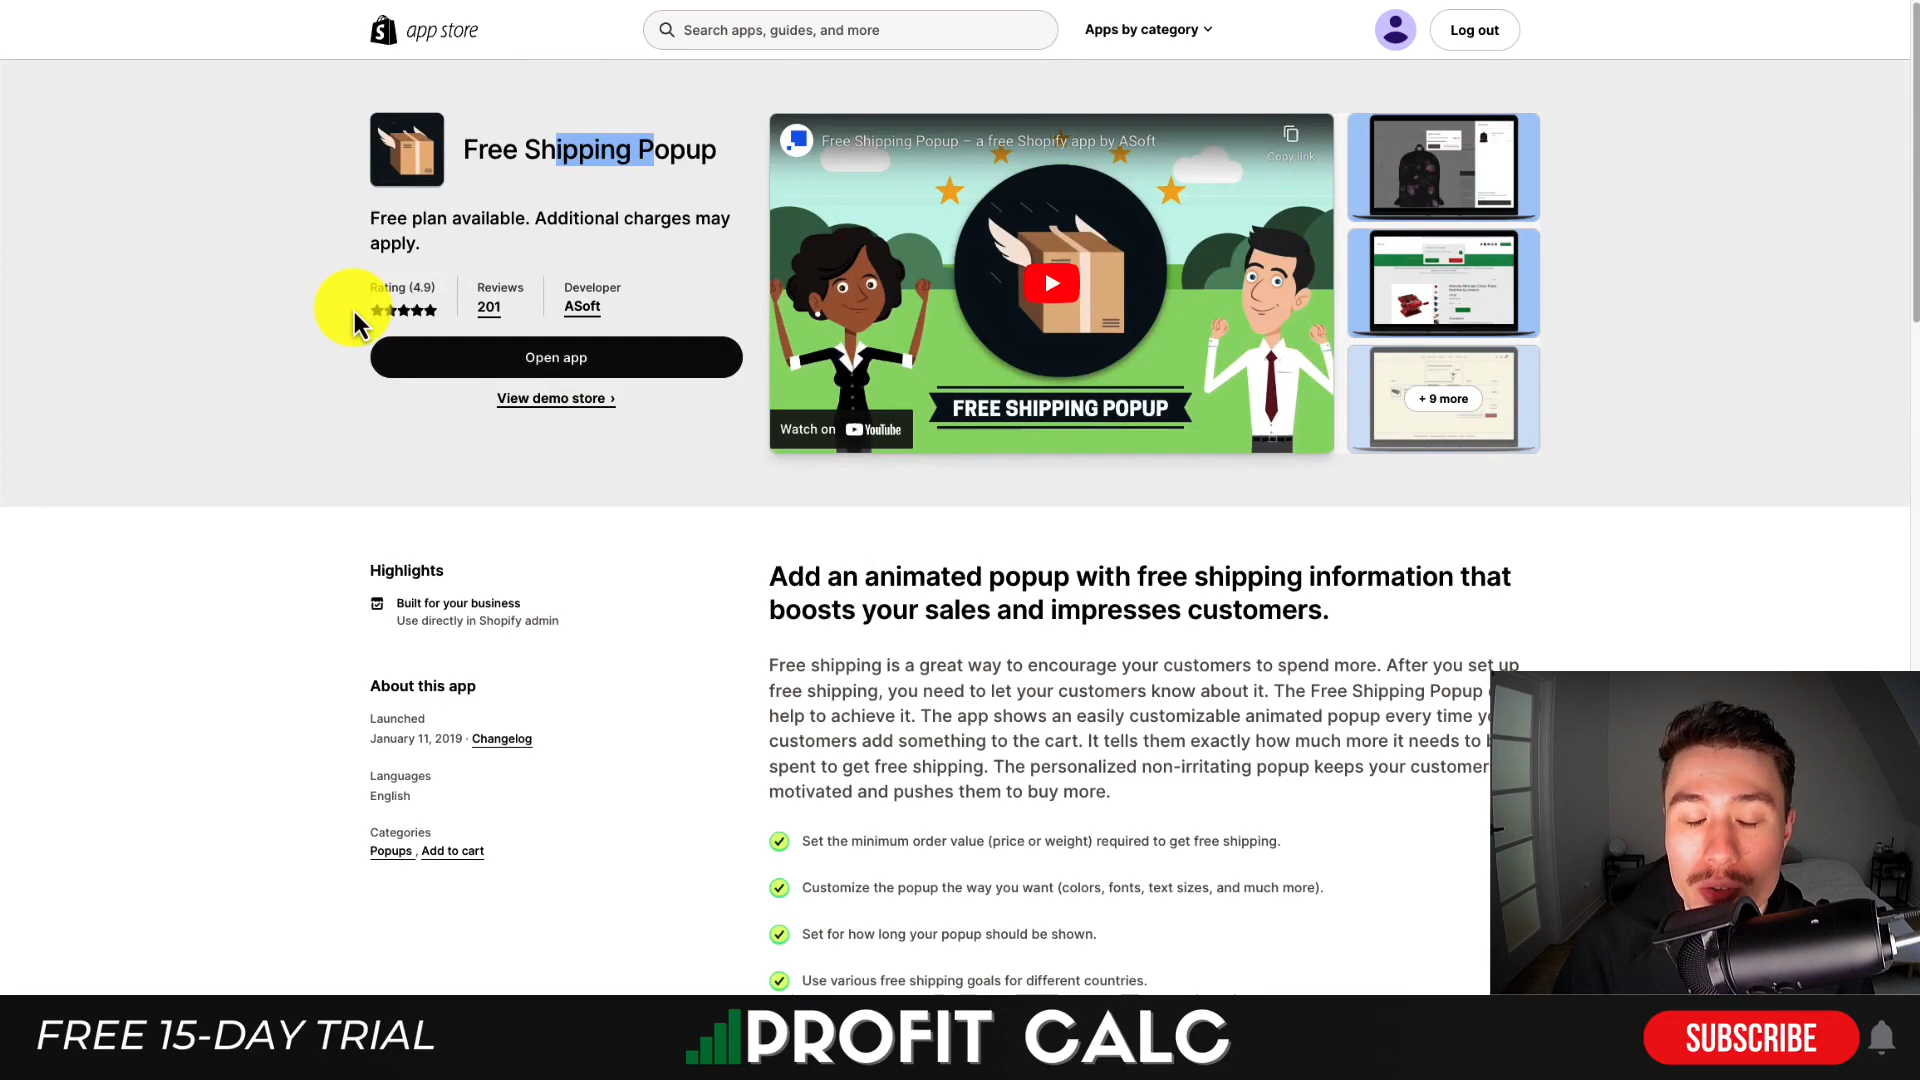 app store
Search apps, guides, and more
Apps by category
Log out
Free Shipping Popup
Free plan available. Additional charges may
apply.
Rating (4.9)
Reviews
201
Developer
ASoft
Open app
View demo store ›
Free Shipping Popup – a free Shopify app by ASoft
Copy link
FREE SHIPPING POPUP
Watch on YouTube
+ 9 more
Highlights
Built for your business
Use directly in Shopify admin
About this app
Launched
January 11, 2019 · Changelog
Languages
English
Categories
Popups , Add to cart
Add an animated popup with free shipping information that
boosts your sales and impresses customers.
Free shipping is a great way to encourage your customers to spend more. After you set up
free shipping, you need to let your customers know about it. The Free Shipping Popup
help to achieve it. The app shows an easily customizable animated popup every time
customers add something to the cart. It tells them exactly how much more it needs to
spent to get free shipping. The personalized non-irritating popup keeps your customer
motivated and pushes them to buy more.
Set the minimum order value (price or weight) required to get free shipping.
Customize the popup the way you want (colors, fonts, text sizes, and much more).
Set for how long your popup should be shown.
Use various free shipping goals for different countries.
FREE 15-DAY TRIAL
PROFIT CALC
SUBSCRIBE